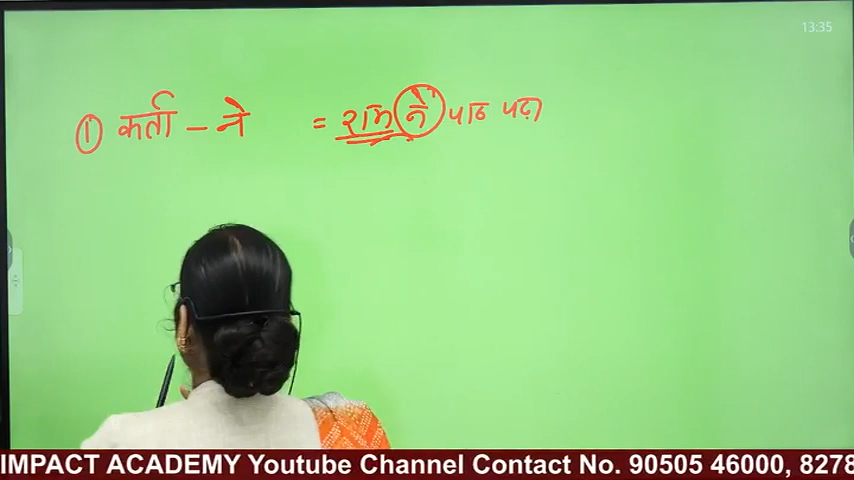 13:35
① कर्ता - ने = राम ने पाठ पढ़ा
IMPACT ACADEMY Youtube Channel Contact No. 90505 46000, 8278